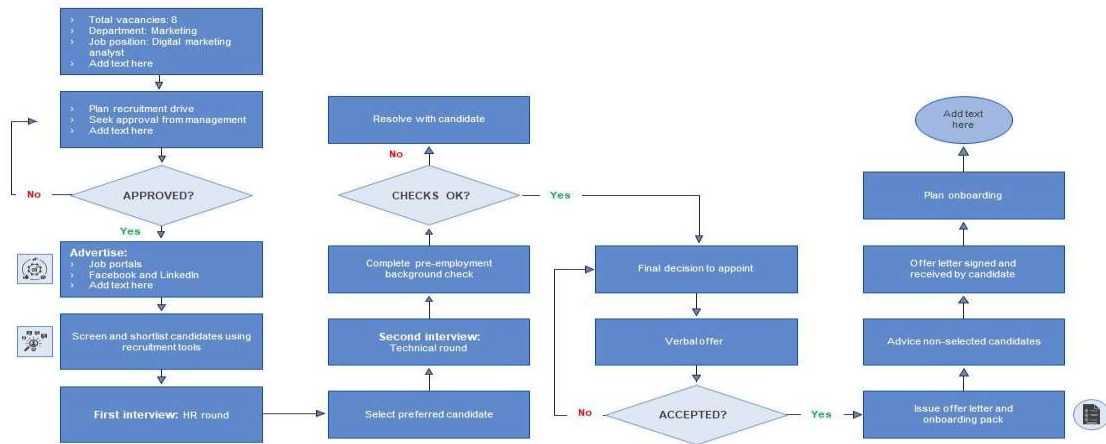 Total vacancies: 8
Department: Marketing
Job position: Digital marketing
analyst
Add text here
Plan recruitment drive
Seek approval from management
Add text here
APPROVED?
No
Yes
Advertise:
Job portals
Facebook and LinkedIn
Add text here
Screen and shortlist candidates using
recruitment tools
First interview: HR round
Select preferred candidate
Second interview:
Technical round
Complete pre-employment
background check
CHECKS OK?
No
Resolve with candidate
Yes
Final decision to appoint
Verbal offer
ACCEPTED?
No
Yes
Issue offer letter and
onboarding pack
Advice non-selected candidates
Offer letter signed and
received by candidate
Plan onboarding
Add text
here